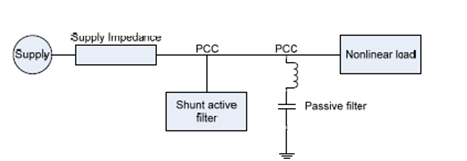 Supply Impedance
Supply
PCC
PCC
Nonlinear load
Shunt active
filter
Passive filter